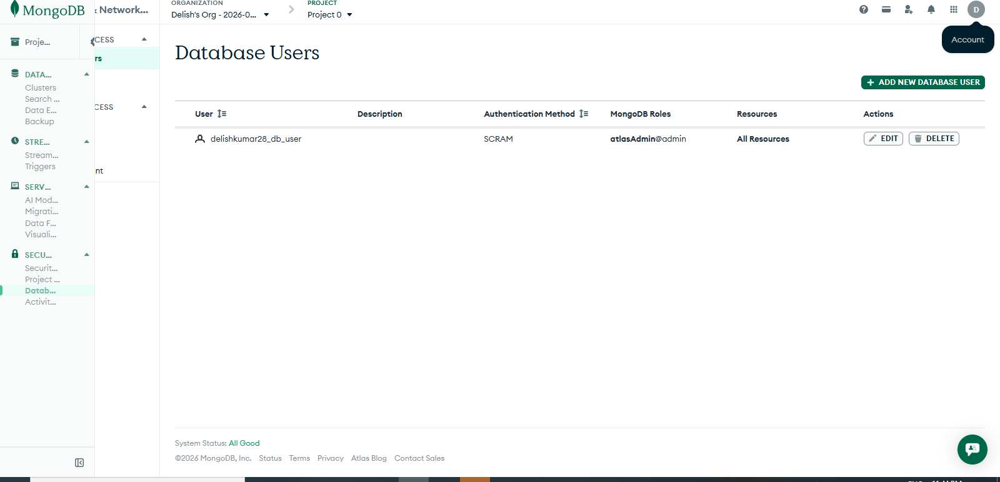 MongoDB
Network...
ORGANIZATION
Delish's Org - 2026-0...
PROJECT
Project 0
D
Account
Proje...
CESS
rs
CESS
nt
DATA...
Clusters
Search ...
Data E...
Backup
STRE...
Stream...
Triggers
SERV...
AI Mod...
Migrati...
Data F...
Visuali...
SECU...
Securit...
Project ...
Datab...
Activit...
Database Users
+ ADD NEW DATABASE USER
User Description Authentication Method MongoDB Roles Resources Actions
delishkumar28_db_user SCRAM atlasAdmin@admin All Resources EDIT DELETE
System Status: All Good
©2026 MongoDB, Inc. Status Terms Privacy Atlas Blog Contact Sales